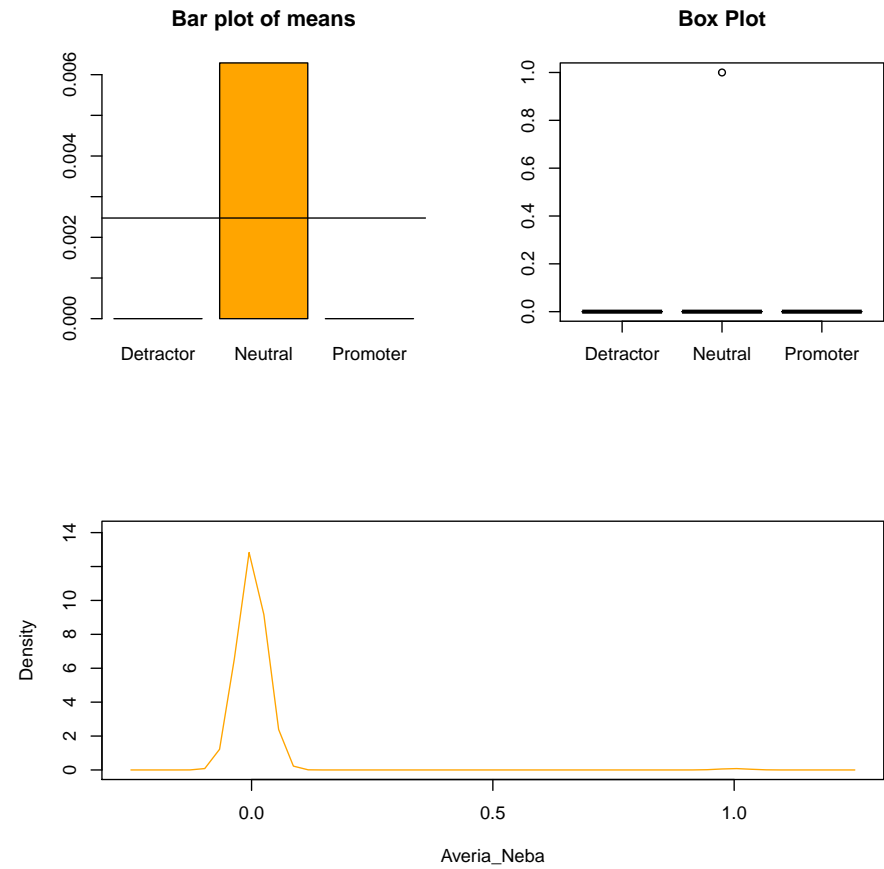 Bar plot of means
0.006
0.004
0.002
0.000
Detractor Neutral Promoter
Box Plot
1.0
0.8
0.6
0.4
0.2
0.0
Detractor Neutral Promoter
14
10
8
6
4
2
0
Density
0.0 0.5 1.0
Averia_Neba